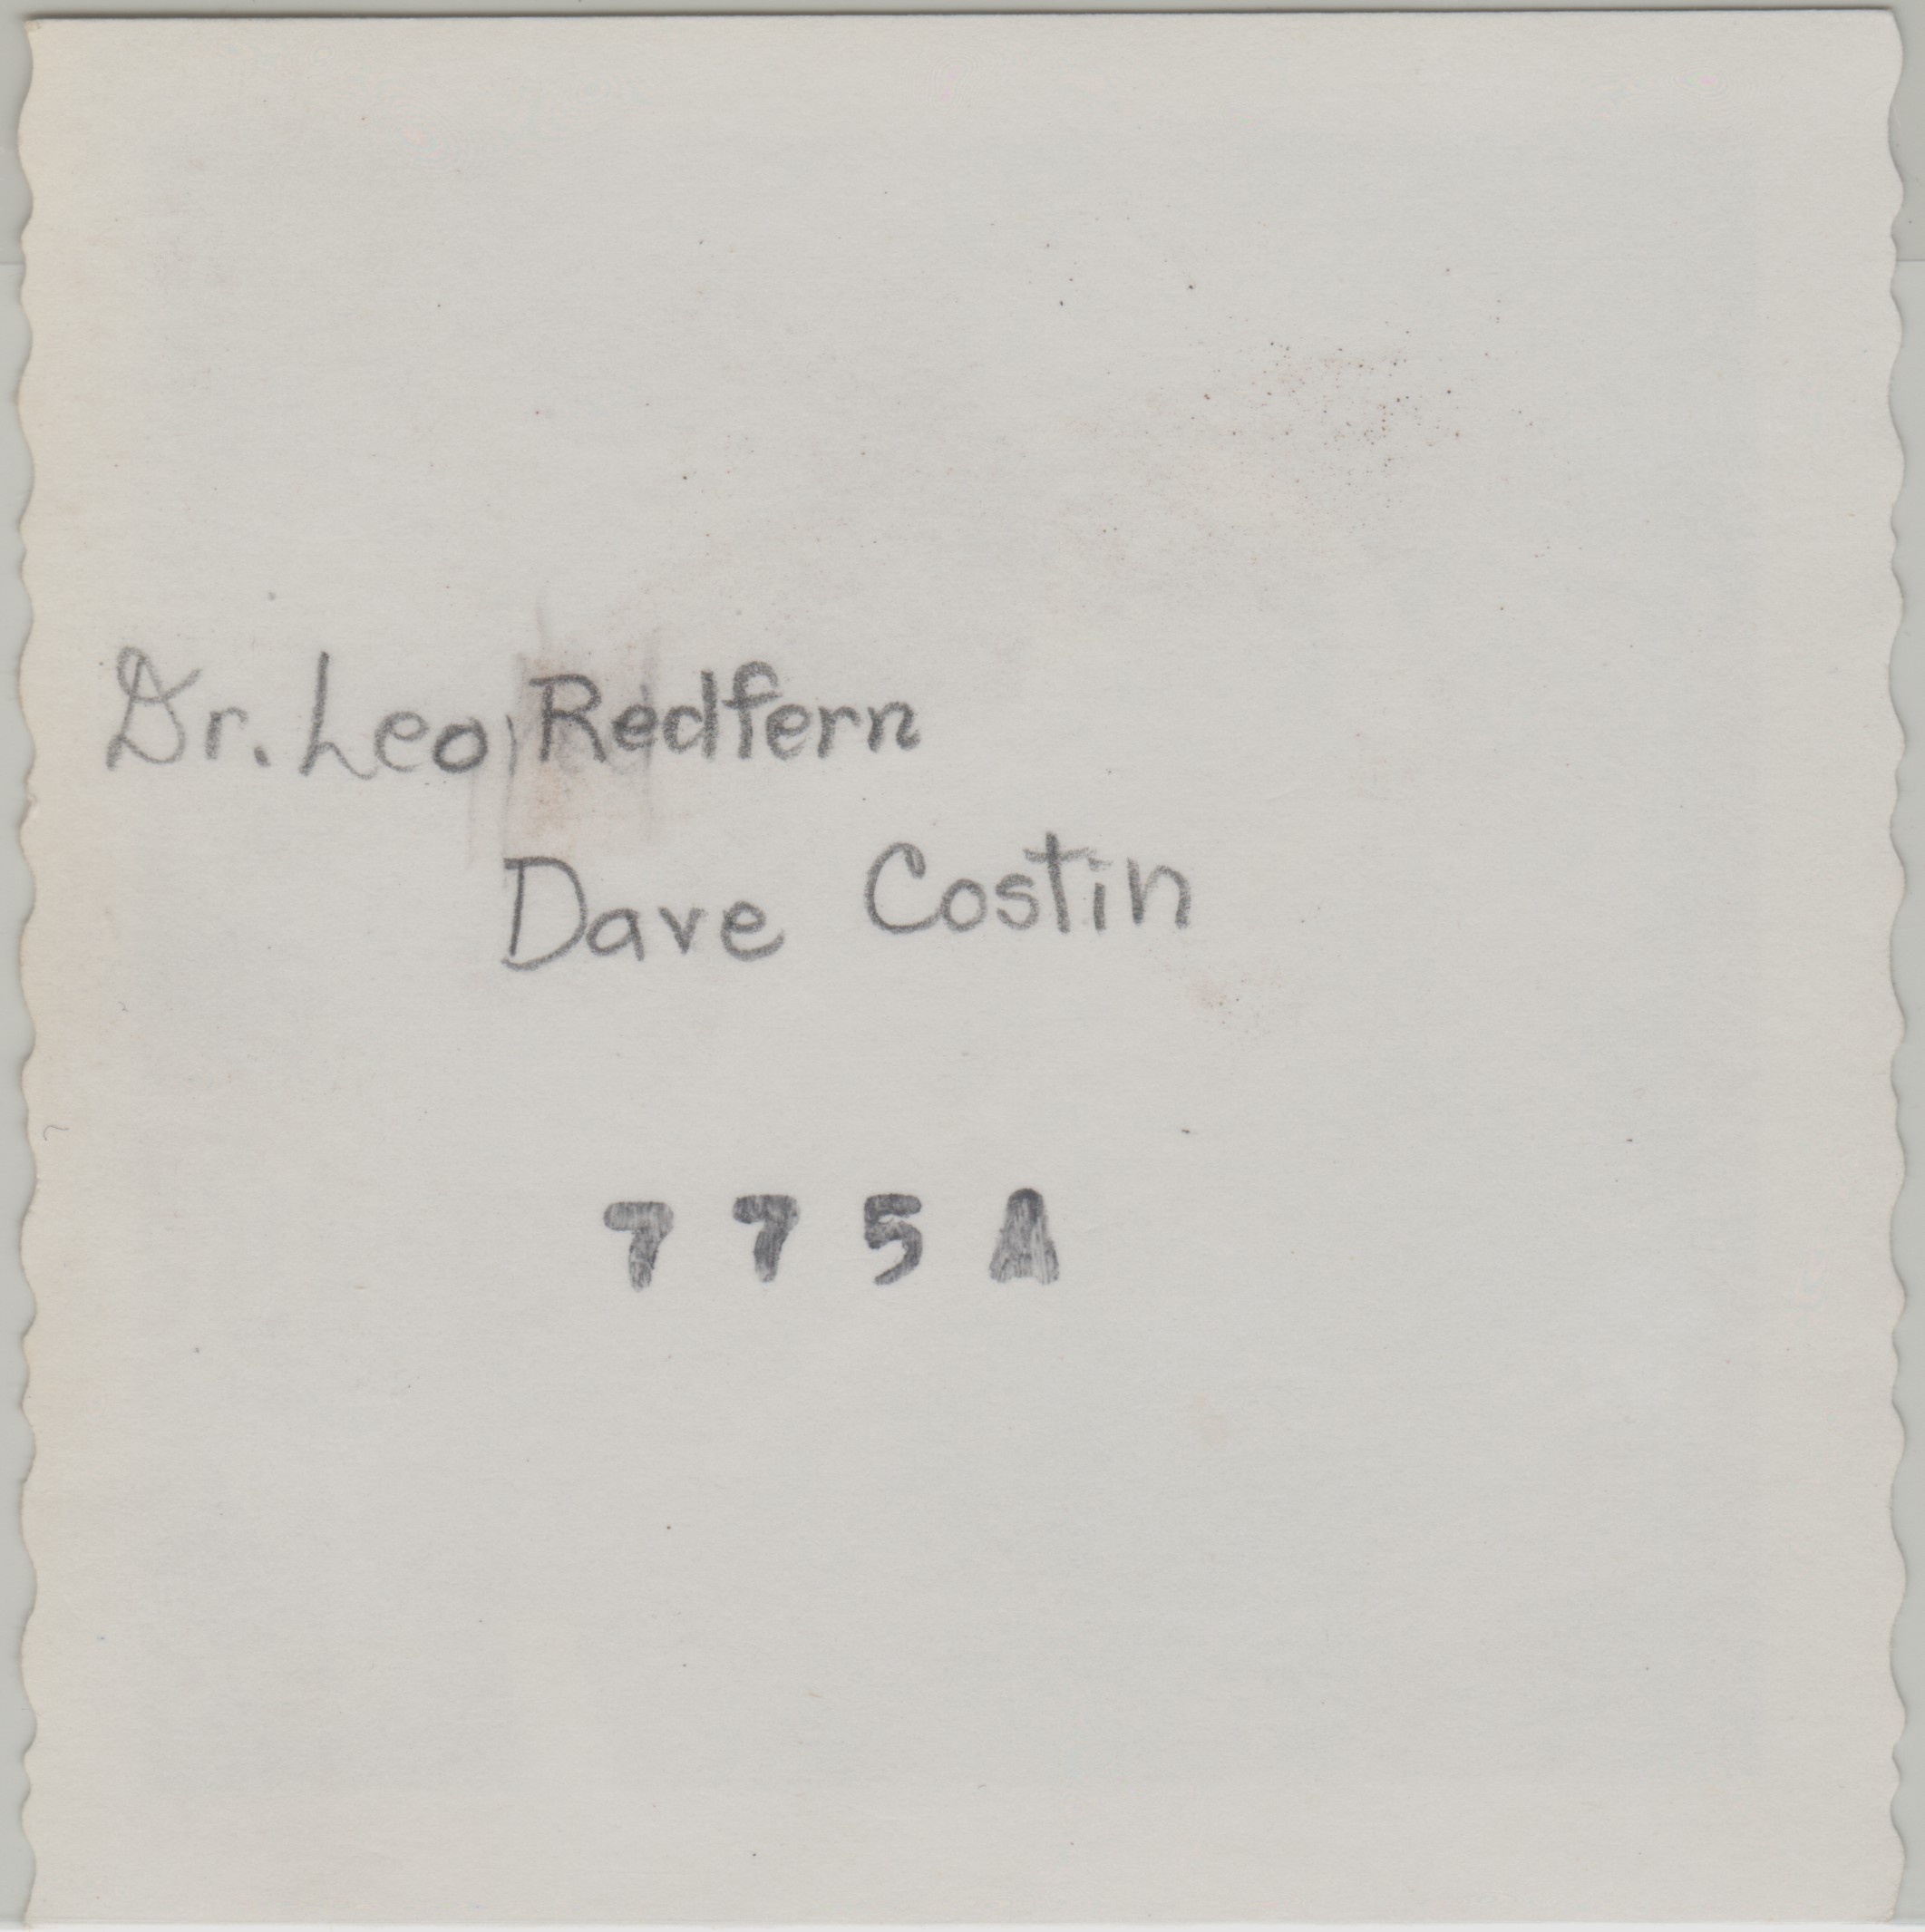 Dr. Leo Redfern
Dave Costin
775A